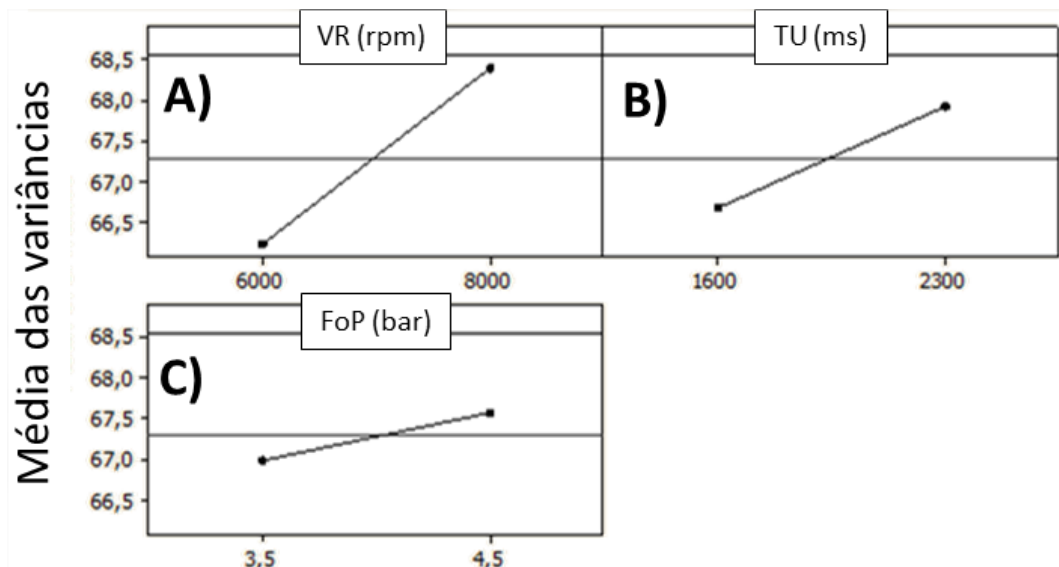 Média das variâncias
VR (rpm)
A)
68,5
68,0
67,5
67,0
66,5
6000
8000
TU (ms)
B)
1600
2300
FoP (bar)
C)
68,5
68,0
67,5
67,0
66,5
3,5
4,5